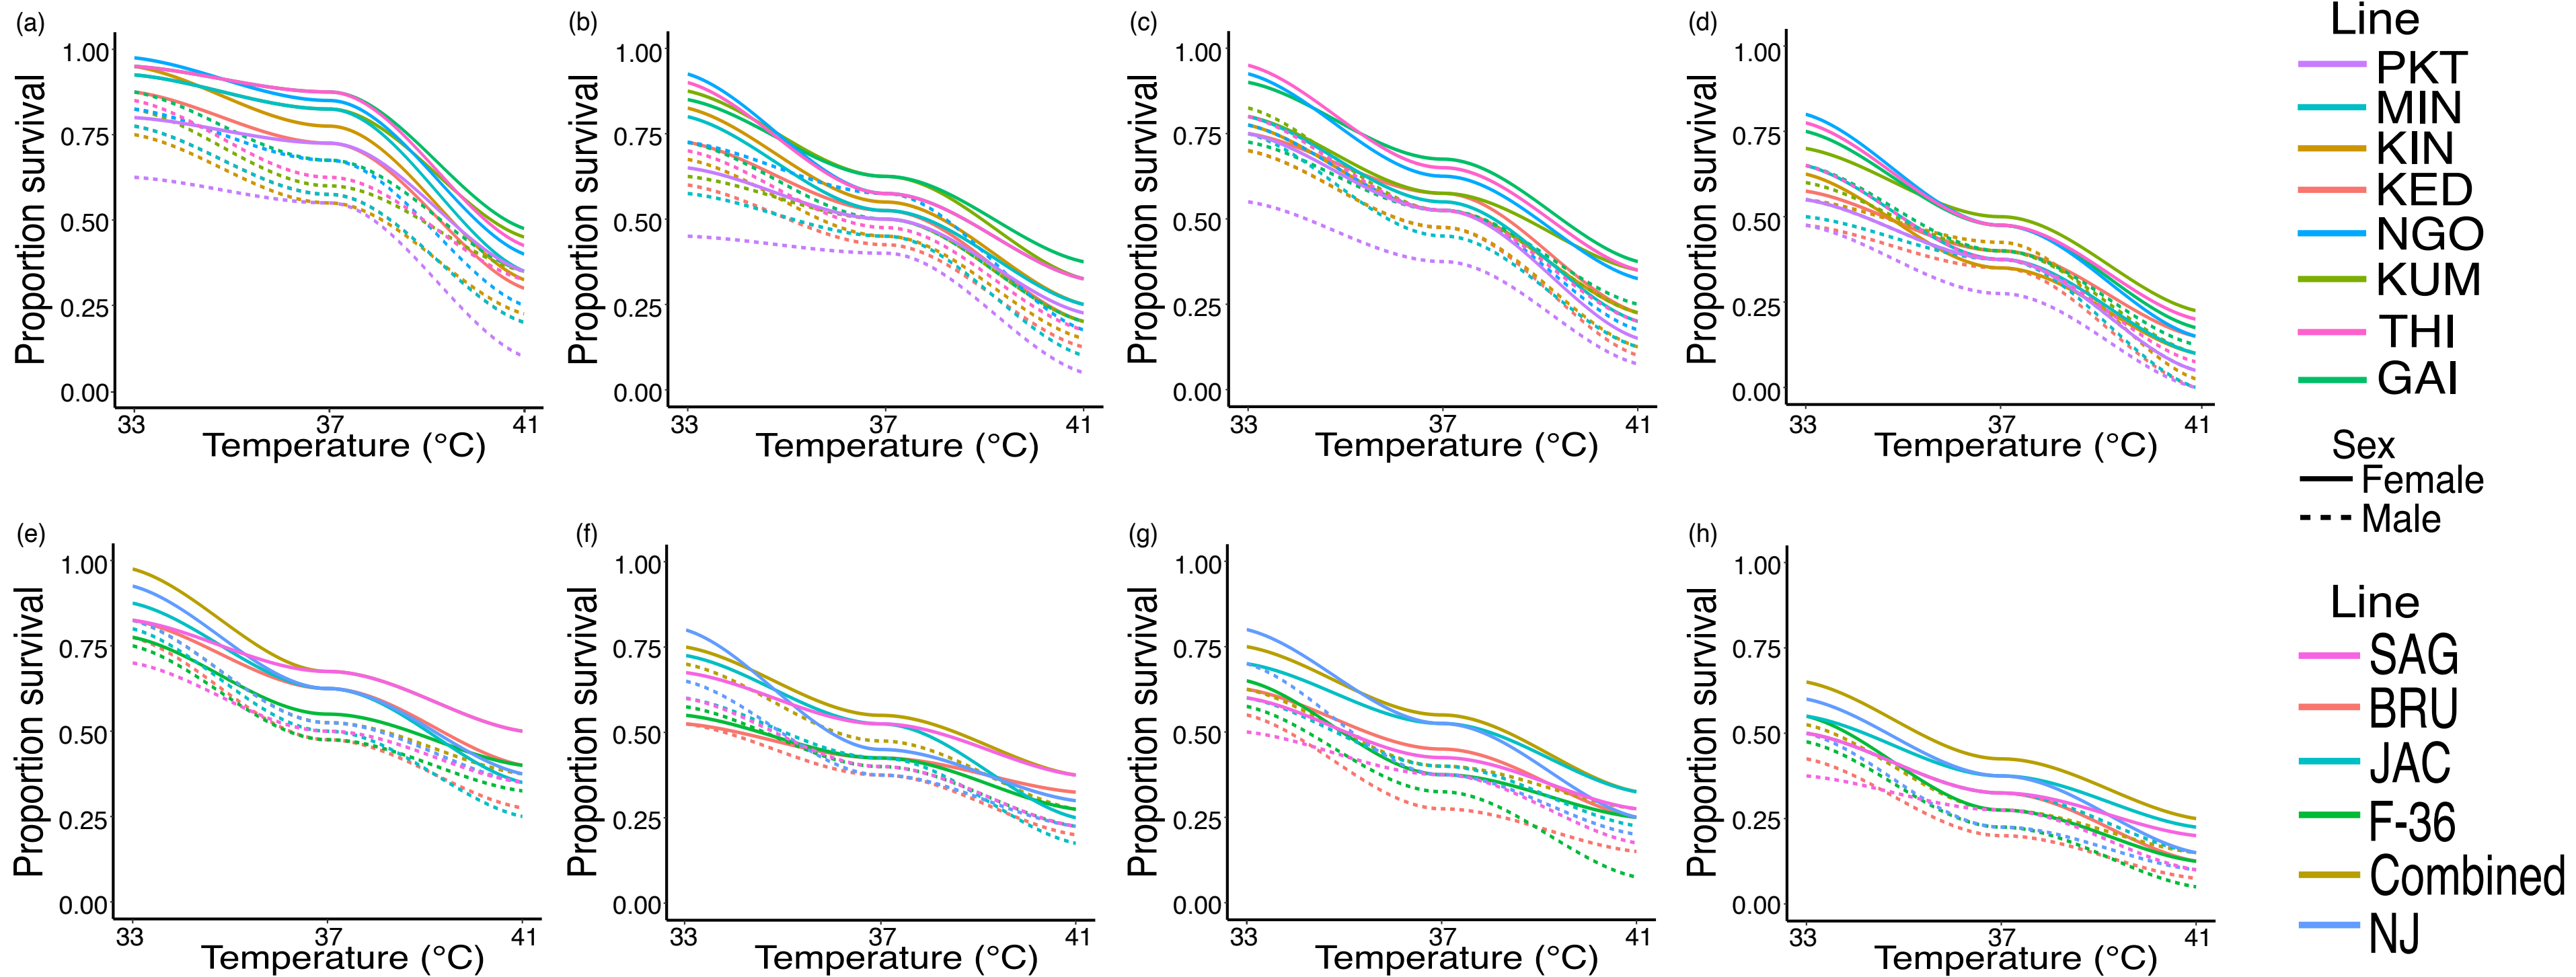 (a)
Proportion survival
1.00
0.75
0.50
0.25
0.00
33 37 41
Temperature (°C)
(b)
Proportion survival
1.00
0.75
0.50
0.25
0.00
33 37 41
Temperature (°C)
(c)
Proportion survival
1.00
0.75
0.50
0.25
0.00
33 37 41
Temperature (°C)
(d)
Proportion survival
1.00
0.75
0.50
0.25
0.00
33 37 41
Temperature (°C)
Line
PKT
MIN
KIN
KED
NGO
KUM
THI
GAI
Sex
Female
Male
(e)
Proportion survival
1.00
0.75
0.50
0.25
0.00
33 37 41
Temperature (°C)
(f)
Proportion survival
1.00
0.75
0.50
0.25
0.00
33 37 41
Temperature (°C)
(g)
Proportion survival
1.00
0.75
0.50
0.25
0.00
33 37 41
Temperature (°C)
(h)
Proportion survival
1.00
0.75
0.50
0.25
0.00
33 37 41
Temperature (°C)
Line
SAG
BRU
JAC
F-36
Combined
NJ